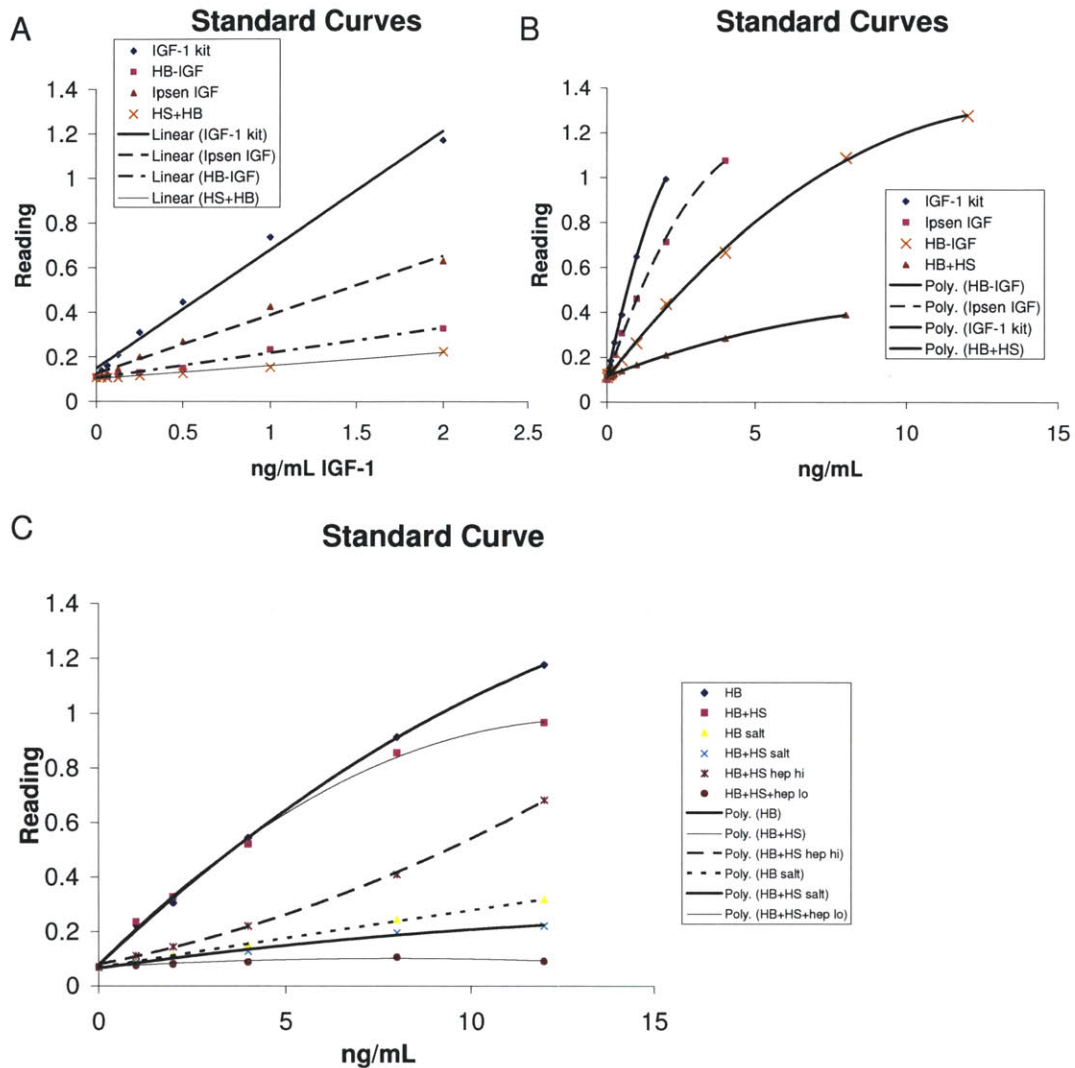 A
Standard Curves
IGF-1 kit
HB-IGF
Ipsen IGF
HS+HB
Linear (IGF-1 kit)
Linear (Ipsen IGF)
Linear (HB-IGF)
Linear (HS+HB)
1.4
1.2
1
0.8
0.6
0.4
0.2
0
Reading
0
0.5
1
1.5
2
2.5
ng/mL IGF-1
B
Standard Curves
1.4
1.2
1
0.8
0.6
0.4
0.2
0
Reading
IGF-1 kit
Ipsen IGF
HB-IGF
HB+HS
Poly. (HB-IGF)
Poly. (Ipsen IGF)
Poly. (IGF-1 kit)
Poly. (HB+HS)
0
5
10
15
ng/mL
C
Standard Curve
1.4
1.2
1
0.8
0.6
0.4
0.2
0
Reading
HB
HB+HS
HB salt
HB+HS salt
HB+HS hep hi
HB+HS+hep lo
Poly. (HB)
Poly. (HB+HS)
Poly. (HB+HS hep hi)
Poly. (HB salt)
Poly. (HB+HS salt)
Poly. (HB+HS+hep lo)
0
5
10
15
ng/mL